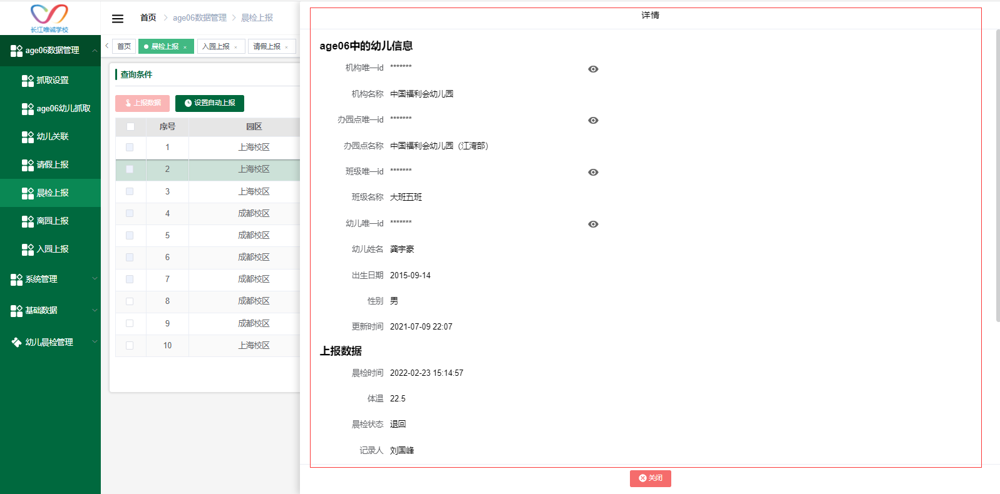 长江唯诚学校
首页
age06数据管理
晨检上报
详情
age06数据管理
抓取设置
age06幼儿抓取
幼儿关联
请假上报
晨检上报
离园上报
入园上报
系统管理
基础数据
幼儿晨检管理
首页
晨检上报
入园上报
请假上报
查询条件
上报数据
设置自动上报
序号 园区
1 上海校区
2 上海校区
3 上海校区
4 成都校区
5 成都校区
6 成都校区
7 成都校区
8 成都校区
9 成都校区
10 上海校区
age06中的幼儿信息
机构唯一id *******
机构名称 中国福利会幼儿园
办园点唯一id *******
办园点名称 中国福利会幼儿园（江湾部）
班级唯一id *******
班级名称 大班五班
幼儿唯一id *******
幼儿姓名 龚宇豪
出生日期 2015-09-14
性别 男
更新时间 2021-07-09 22:07
上报数据
晨检时间 2022-02-23 15:14:57
体温 22.5
晨检状态 退回
记录人 刘国峰
关闭